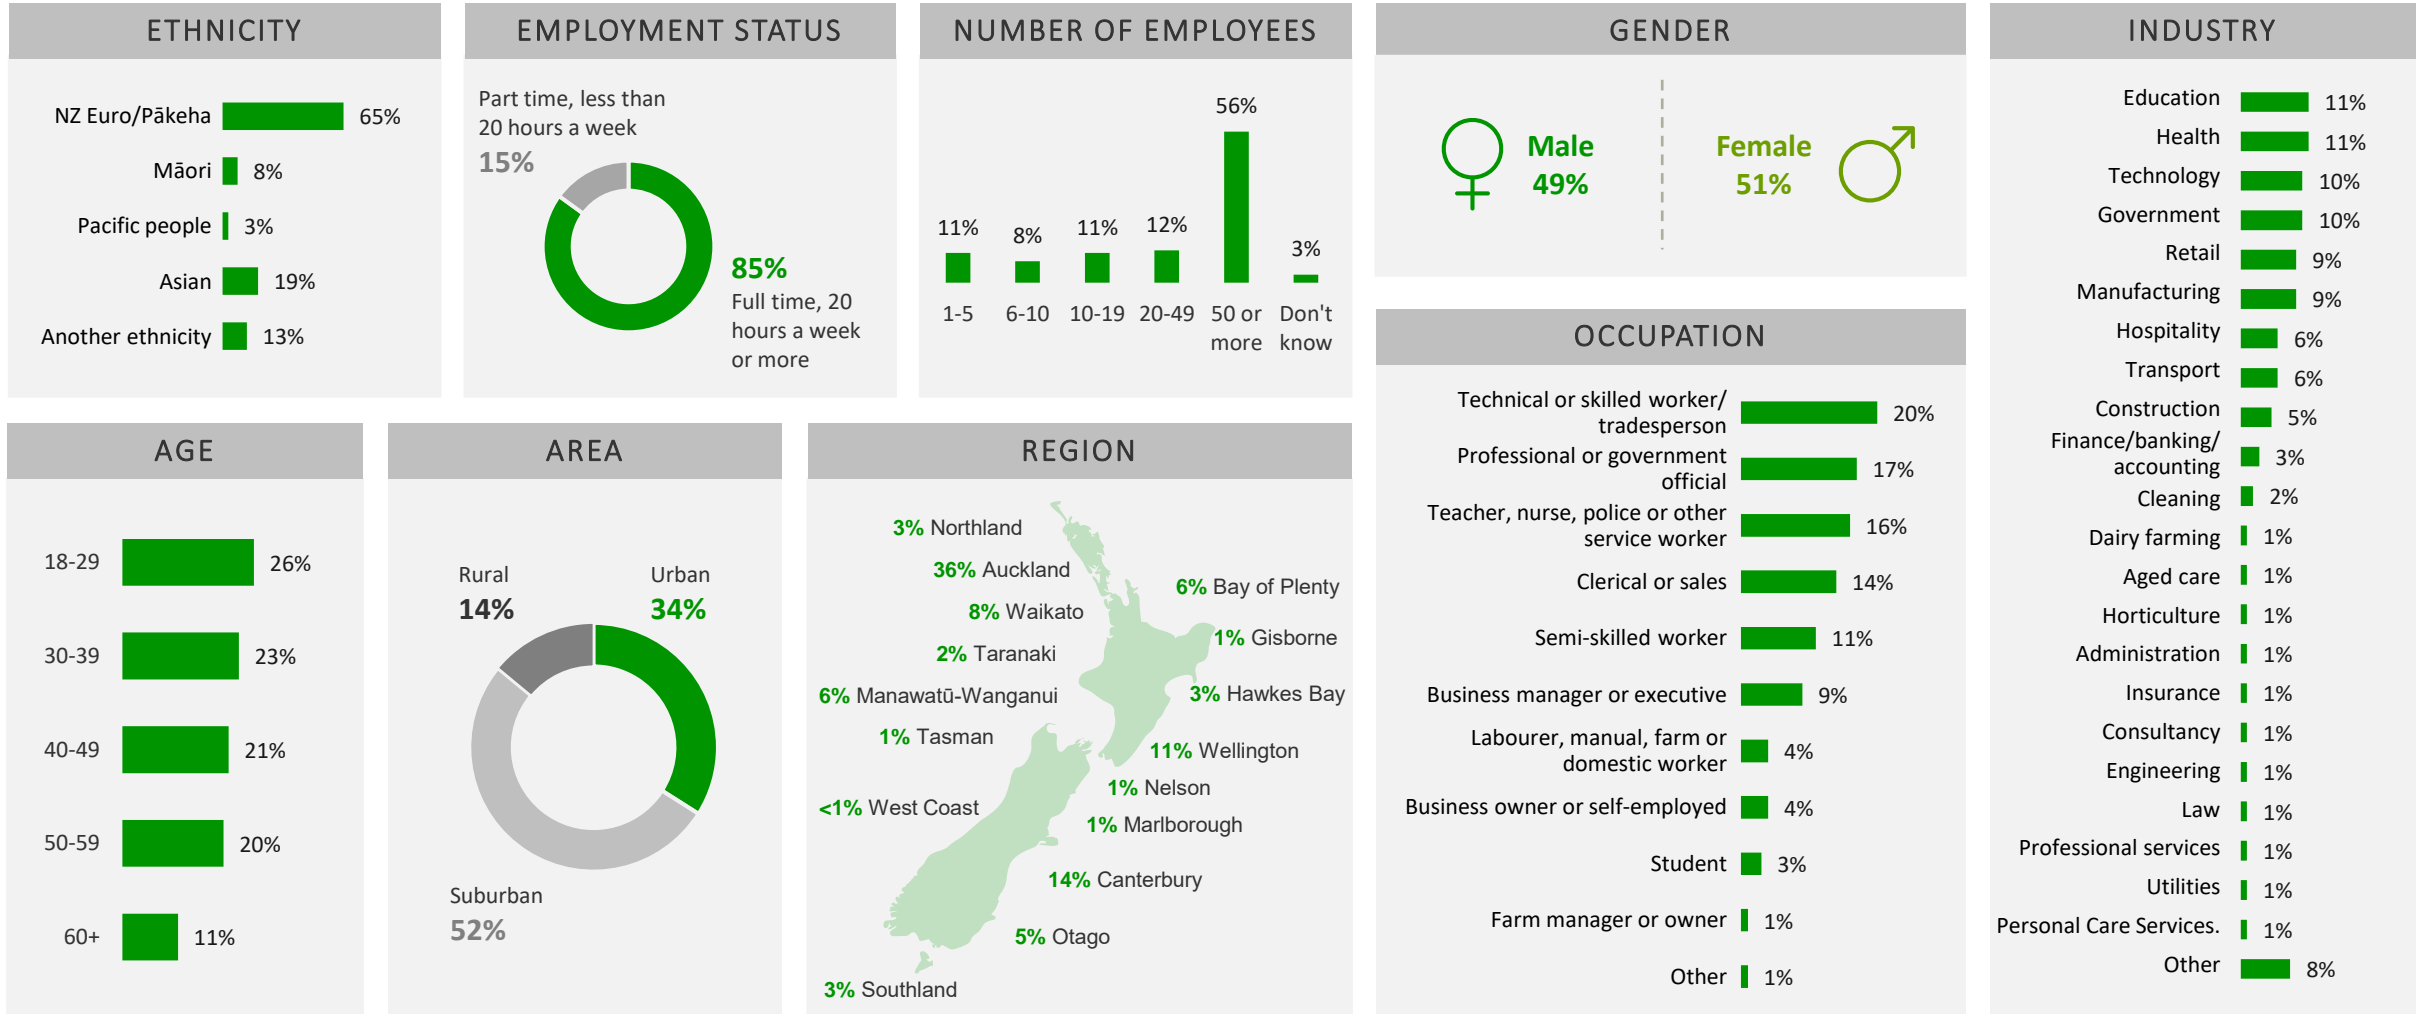 ETHNICITY
NZ Euro/Pākeha 65%
Māori 8%
Pacific people 3%
Asian 19%
Another ethnicity 13%
EMPLOYMENT STATUS
Part time, less than
20 hours a week
15%
85%
Full time, 20
hours a week
or more
NUMBER OF EMPLOYEES
11% 8% 11% 12% 56% 3%
1-5 6-10 10-19 20-49 50 or Don't
more know
GENDER
Male
49%
Female
51%
INDUSTRY
Education 11%
Health 11%
Technology 10%
Government 10%
Retail 9%
Manufacturing 9%
Hospitality 6%
Transport 6%
Construction 5%
Finance/banking/
accounting 3%
Cleaning 2%
Dairy farming 1%
Aged care 1%
Horticulture 1%
Administration 1%
Insurance 1%
Consultancy 1%
Engineering 1%
Law 1%
Professional services 1%
Utilities 1%
Personal Care Services. 1%
Other 8%
AGE
18-29 26%
30-39 23%
40-49 21%
50-59 20%
60+ 11%
AREA
Rural
14%
Urban
34%
Suburban
52%
REGION
3% Northland
36% Auckland
6% Bay of Plenty
8% Waikato
1% Gisborne
2% Taranaki
6% Manawatū-Wanganui
3% Hawkes Bay
1% Tasman
11% Wellington
1% Nelson
<1% West Coast
1% Marlborough
14% Canterbury
5% Otago
3% Southland
OCCUPATION
Technical or skilled worker/
tradesperson 20%
Professional or government
official 17%
Teacher, nurse, police or other
service worker 16%
Clerical or sales 14%
Semi-skilled worker 11%
Business manager or executive 9%
Labourer, manual, farm or
domestic worker 4%
Business owner or self-employed 4%
Student 3%
Farm manager or owner 1%
Other 1%